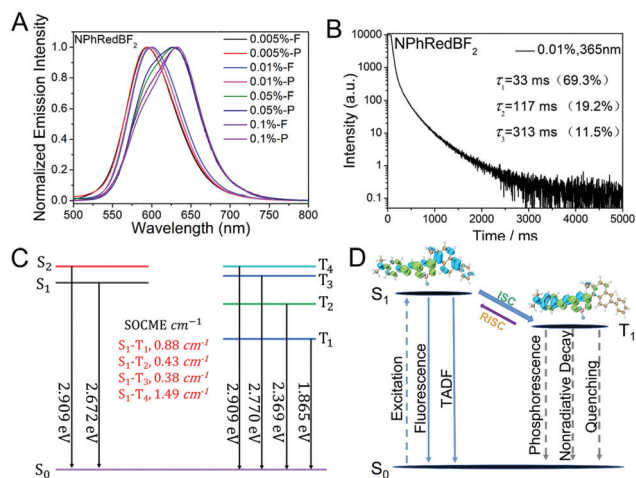 A
NPhRedBF2
0.005%-F
0.005%-P
0.01%-F
0.01%-P
0.05%-F
0.05%-P
0.1%-F
0.1%-P
Normalized Emission Intensity
1.0
0.8
0.6
0.4
0.2
0.0
500 550 600 650 700 750 800
Wavelength (nm)
B
NPhRedBF2
0.01%,365nm
τ1=33 ms (69.3%)
τ2=117 ms (19.2%)
τ3=313 ms (11.5%)
Intensity (a.u.)
10000
1000
100
10
1
0.1
0 1000 2000 3000 4000 5000
Time / ms
C
S2
S1
S0
T4
T3
T2
T1
SOCME cm⁻¹
S1-T1, 0.88 cm⁻¹
S1-T2, 0.43 cm⁻¹
S1-T3, 0.38 cm⁻¹
S1-T4, 1.49 cm⁻¹
2.909 eV
2.672 eV
2.909 eV
2.770 eV
2.369 eV
1.865 eV
D
S1
ISC
RISC
T1
Excitation
Fluorescence
TADF
Phosphorescence
Nonradiative Decay
Quenching
S0